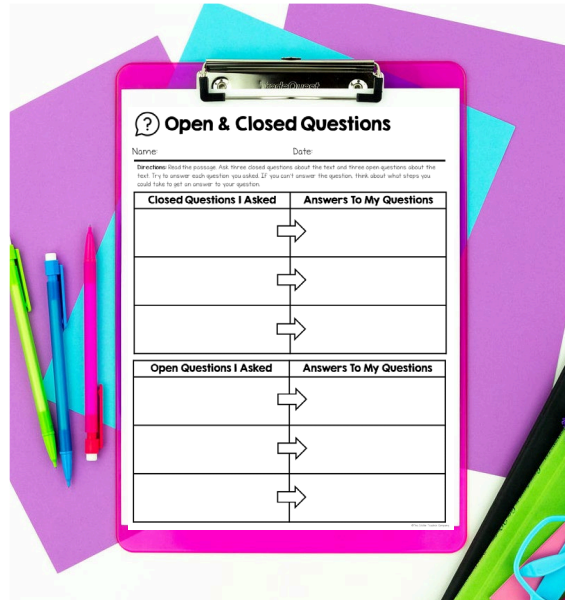 Open & Closed Questions
Name: Date:
Directions: Read the passage. Ask three closed questions about the text and three open questions about the
text. Try to answer each question you asked. If you can't answer the question, think about what steps you
could take to get an answer to your question.
Closed Questions I Asked Answers To My Questions
Open Questions I Asked Answers To My Questions